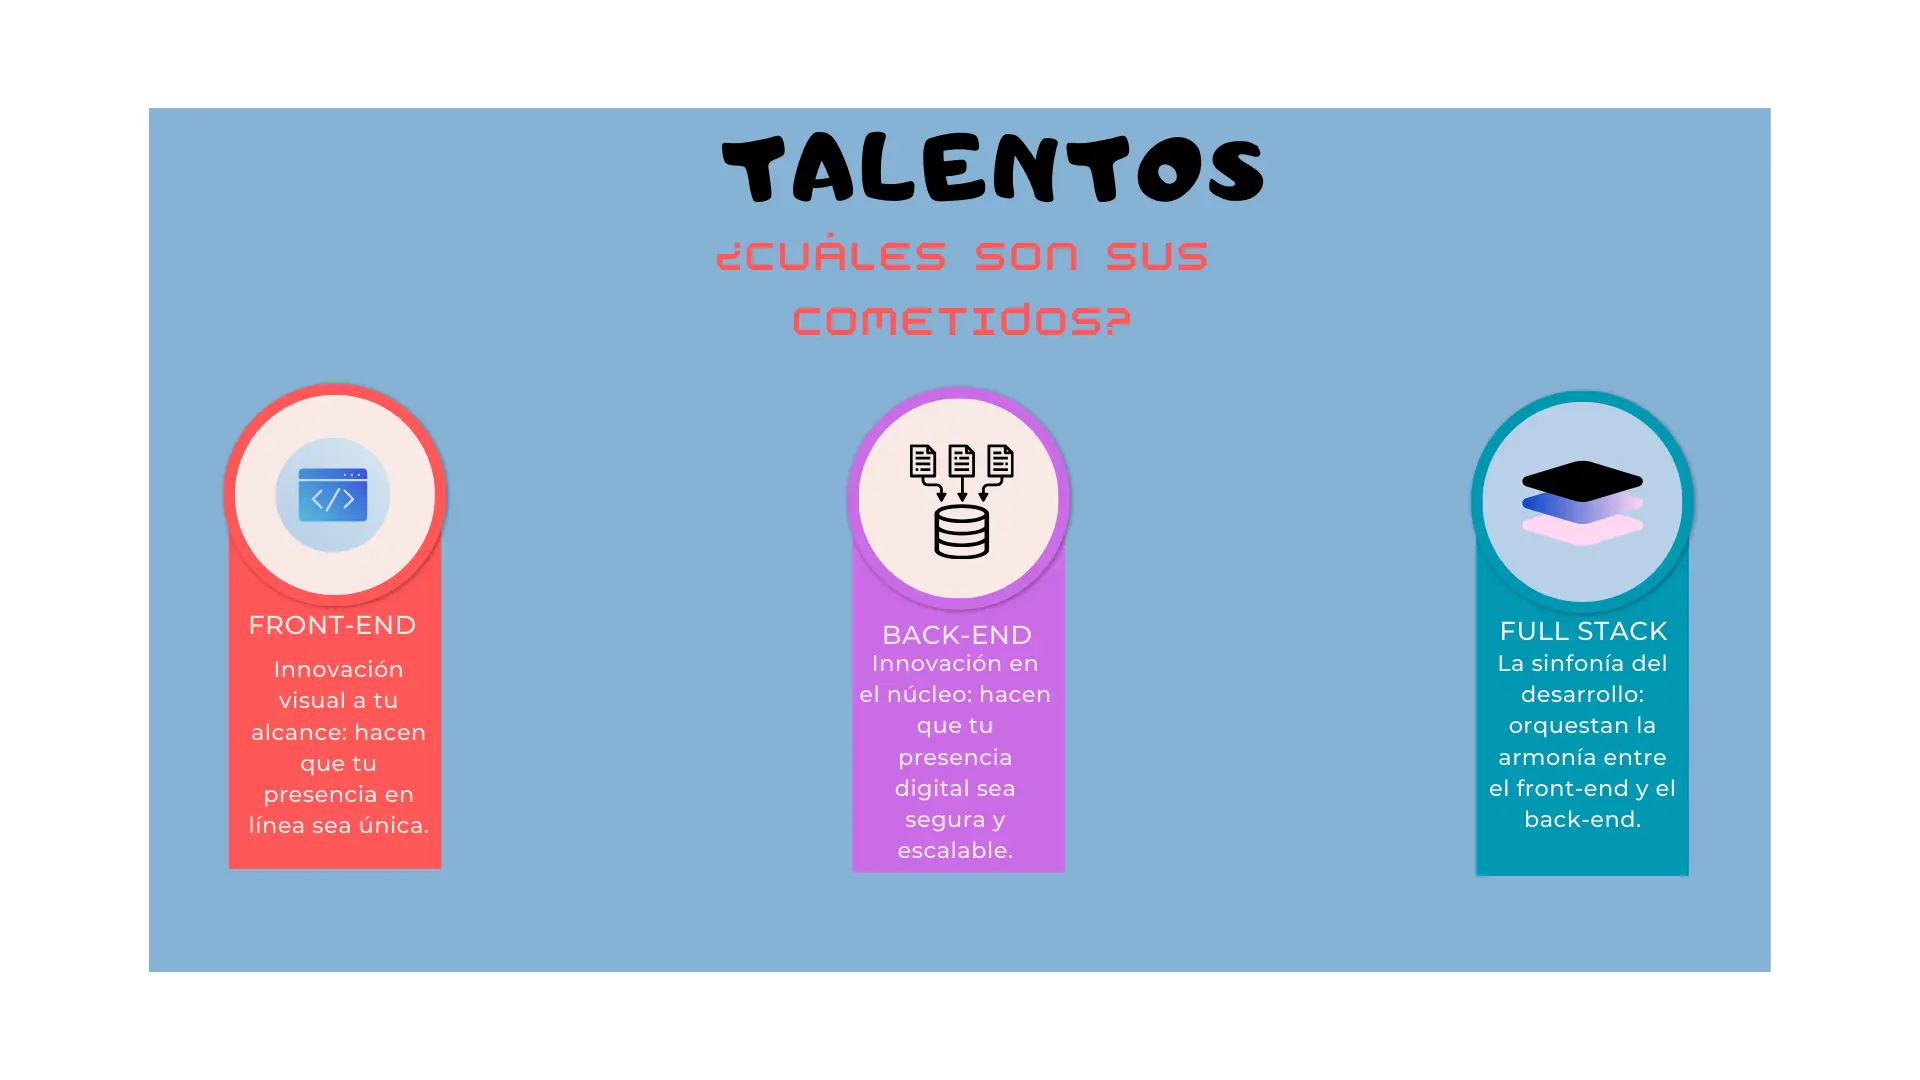 TALENTOS
¿CUÁLES SON SUS
COMETIDOS?
FRONT-END
Innovación
visual a tu
alcance: hacen
que tu
presencia en
línea sea única.
BACK-END
Innovación en
el núcleo: hacen
que tu
presencia
digital sea
segura y
escalable.
FULL STACK
La sinfonía del
desarrollo:
orquestan la
armonía entre
el front-end y el
back-end.